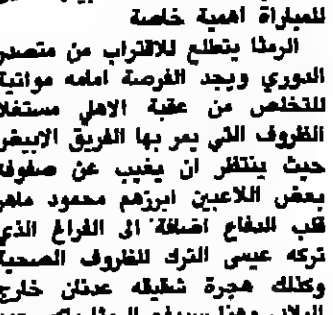 للمباراة اهمية خاصة
الرمثا يتطلع للاقتراب من متصدر
الدوري ويجد الفرصة امامه مواتية
للتخلص من عقبة الاهلي مستغلا
الظروف التي يمر بها الفريق الابيض
حيث ينتظر ان يغيب عن صفوفه
بعض اللاعبين ابرزهم محمود ماهر
قلب الدفاع اضافة الى الفراغ الذي
تركه عيسى الترك للظروف الصحية
وكذلك هجرة شقيقه عدنان خارج